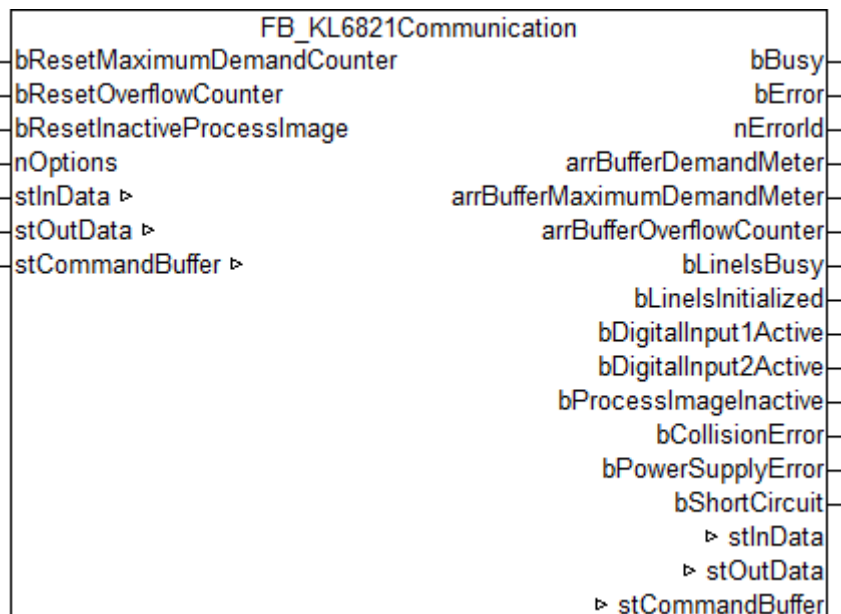 FB_KL6821Communication
bResetMaximumDemandCounter bBusy
bResetOverflowCounter bError
bResetInactiveProcessImage nErrorId
nOptions arrBufferDemandMeter
stInData arrBufferMaximumDemandMeter
stOutData arrBufferOverflowCounter
stCommandBuffer bLineIsBusy
bLineIsInitialized
bDigitalInput1Active
bDigitalInput2Active
bProcessImageInactive
bCollisionError
bPowerSupplyError
bShortCircuit
stInData
stOutData
stCommandBuffer